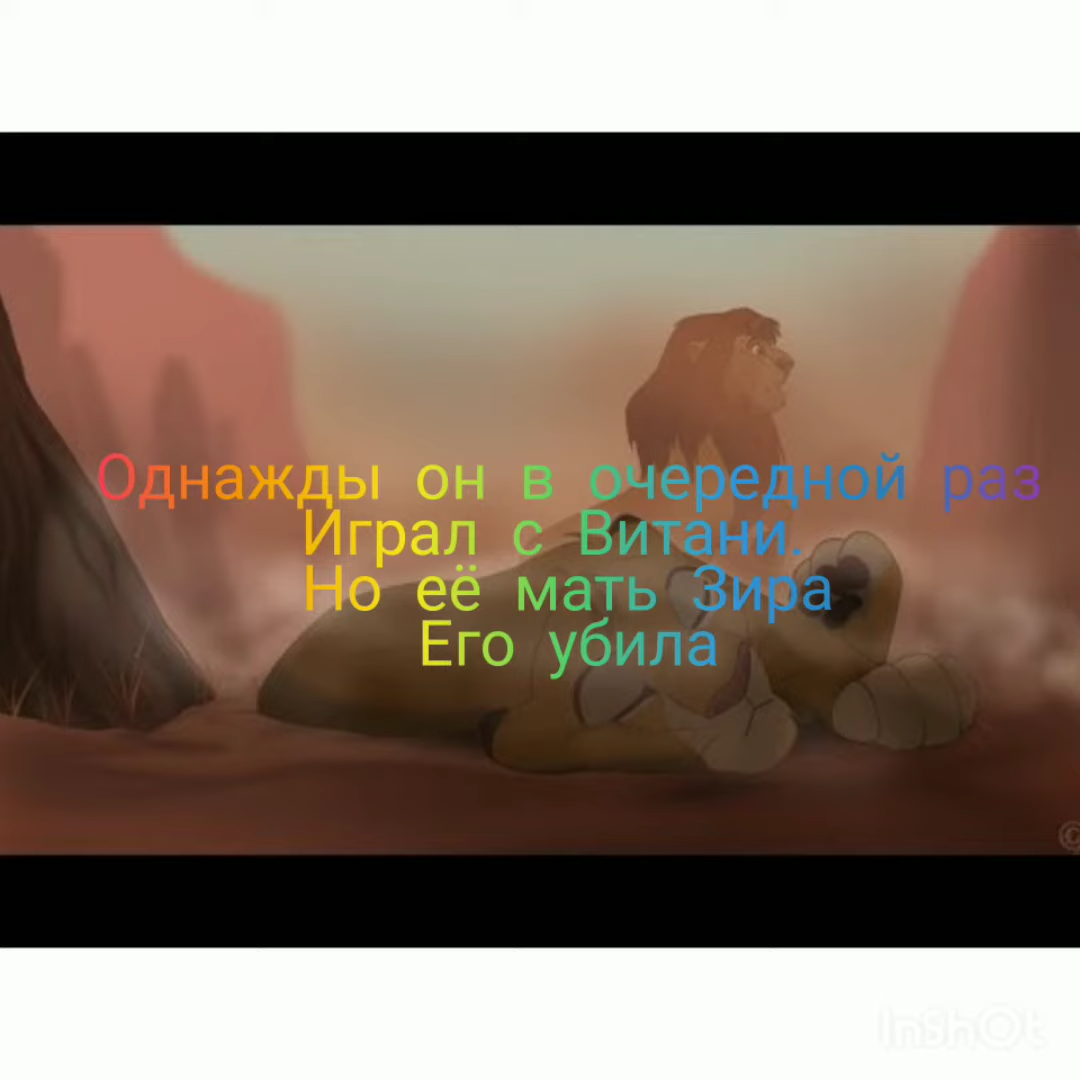 Однажды он в очередной раз
Играл с Витани.
Но её мать Зира
Его убила
©
InShOt